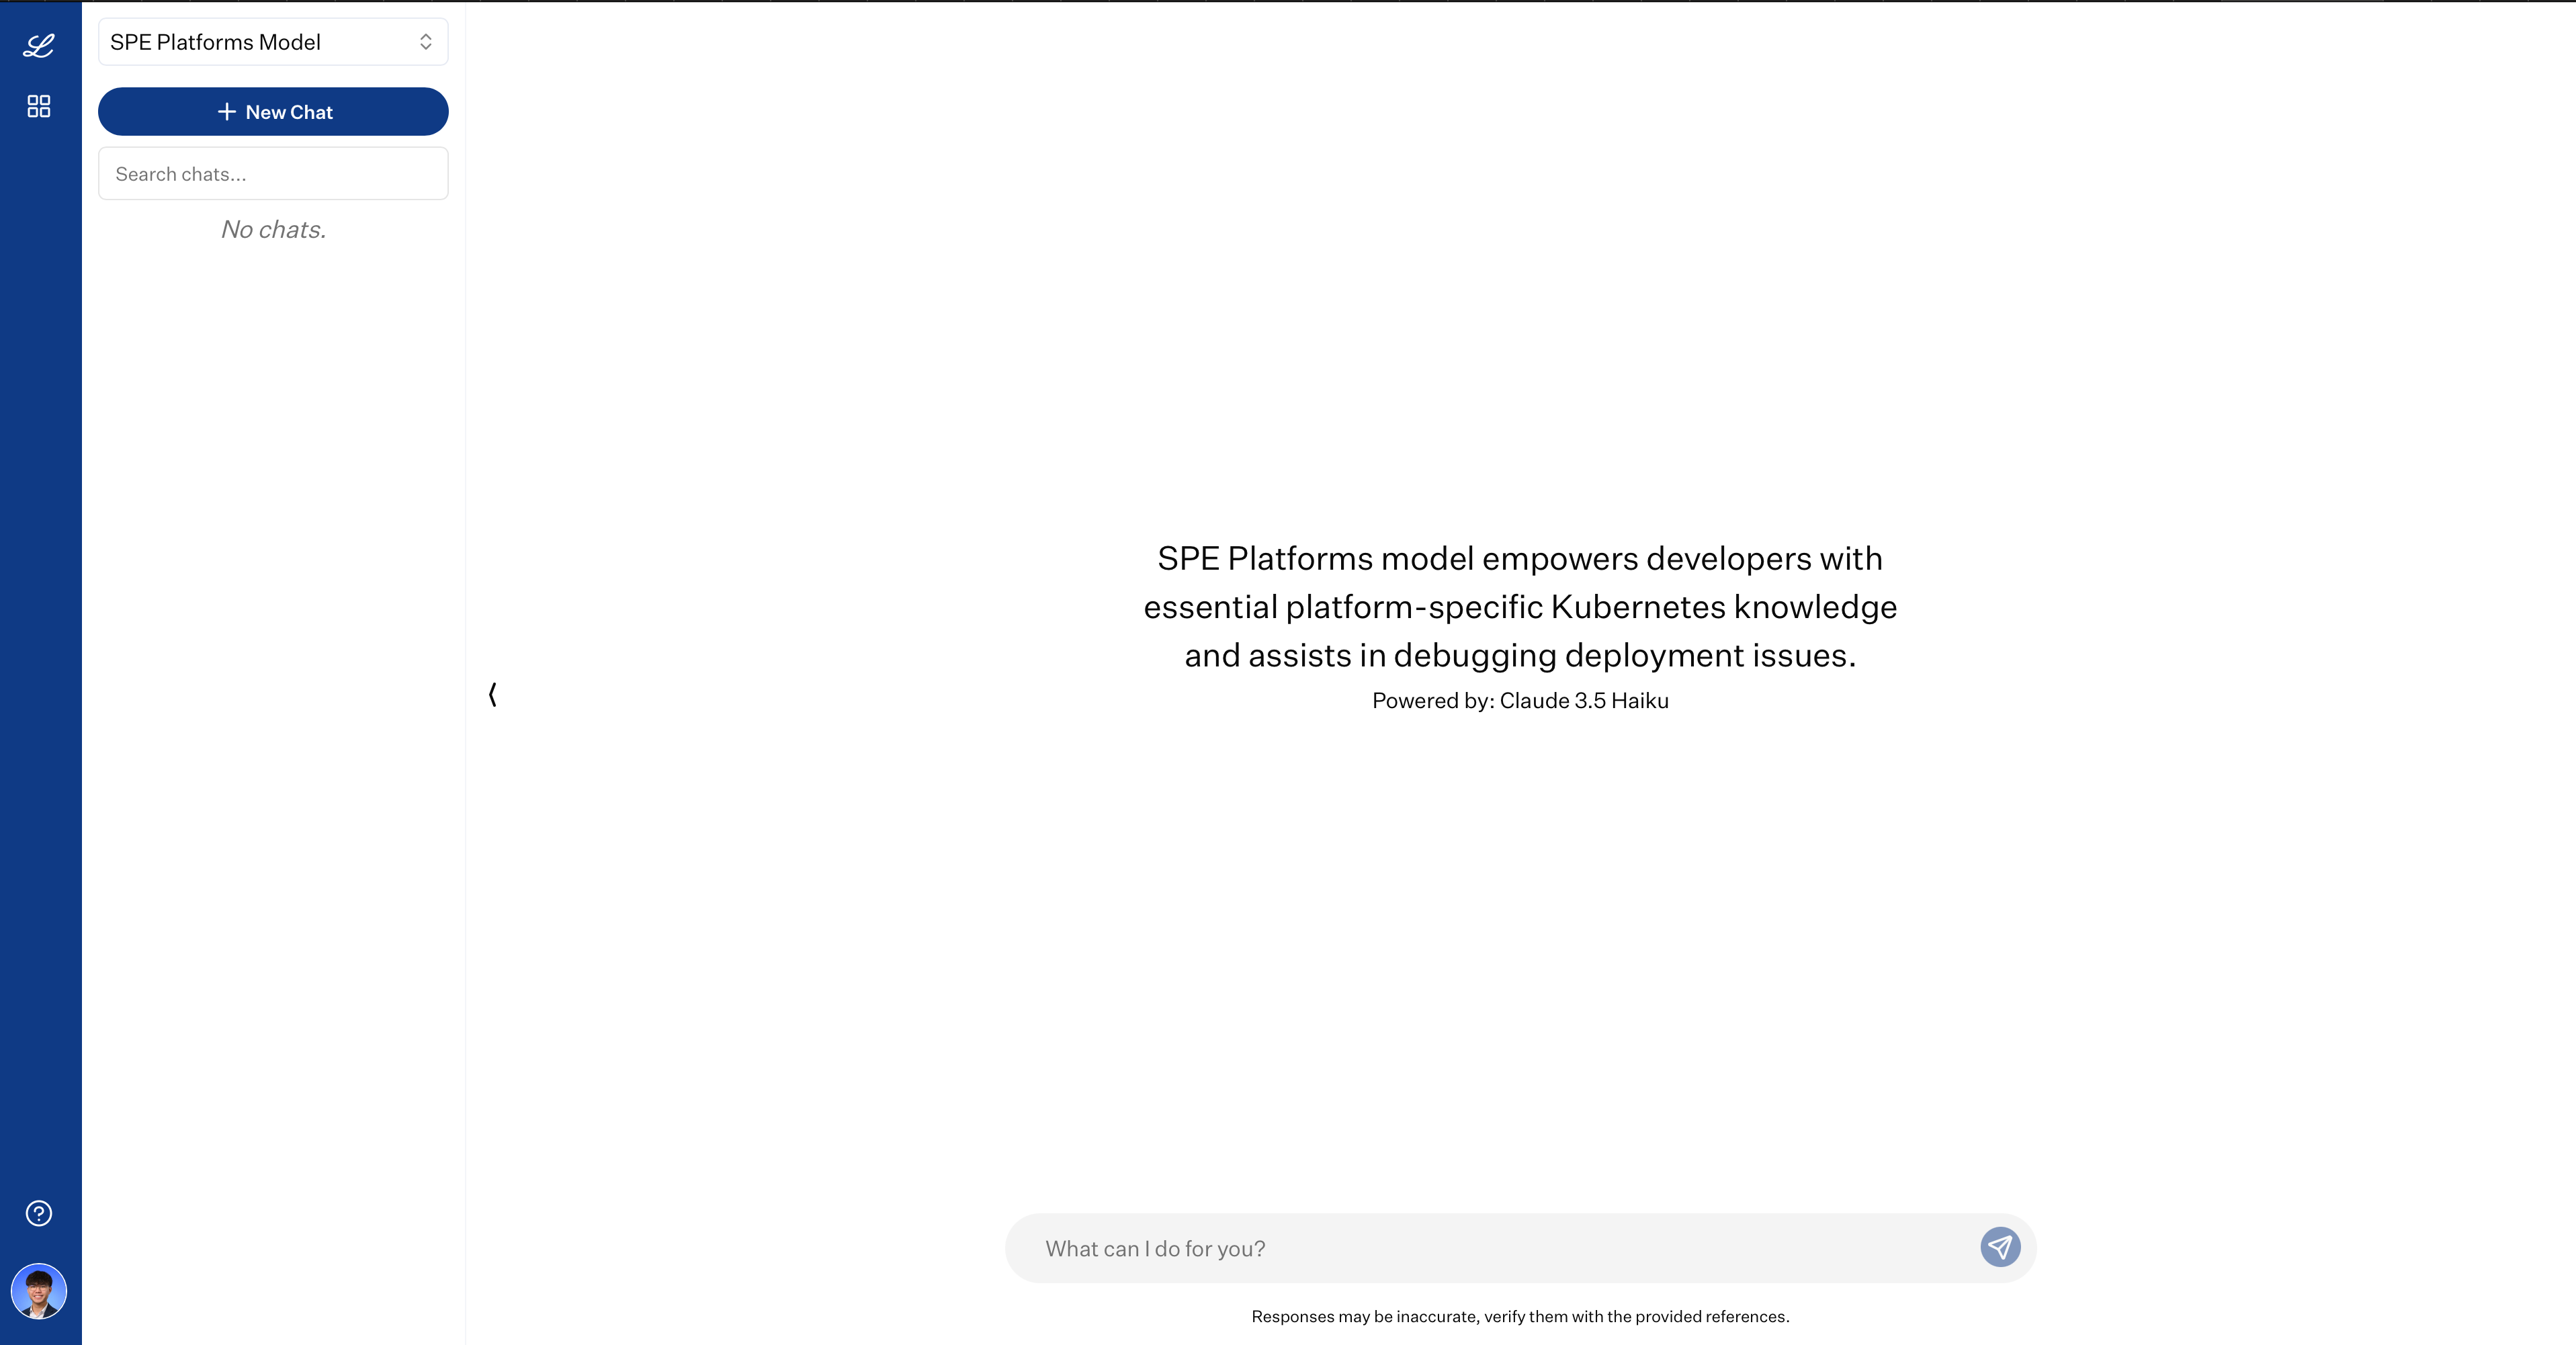 SPE Platforms Model
New Chat
Search chats...
No chats.
SPE Platforms model empowers developers with
essential platform-specific Kubernetes knowledge
and assists in debugging deployment issues.
Powered by: Claude 3.5 Haiku
What can I do for you?
Responses may be inaccurate, verify them with the provided references.